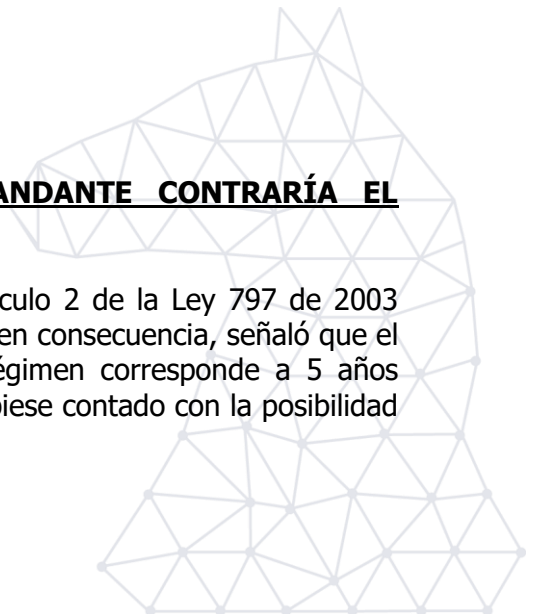 ANDANTE CONTRARÍA EL
culo 2 de la Ley 797 de 2003
en consecuencia, señaló que el
égimen corresponde a 5 años
biese contado con la posibilidad